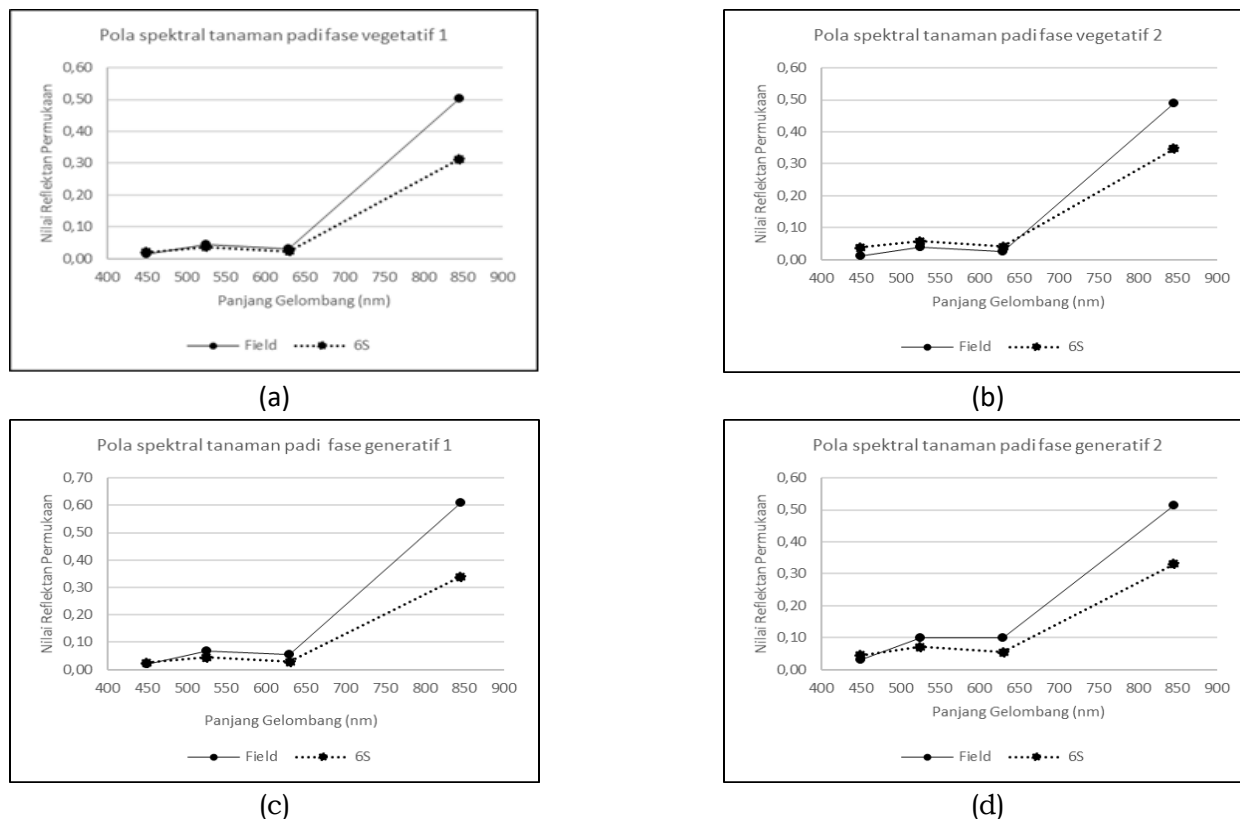 Pola spektral tanaman padi fase vegetatif 1
Nilai Reflektan Permukaan
0,60
0,50
0,40
0,30
0,20
0,10
0,00
400 450 500 550 600 650 700 750 800 850 900
Panjang Gelombang (nm)
Field 6S
(a)
Pola spektral tanaman padi fase vegetatif 2
Nilai Reflektan Permukaan
0,60
0,50
0,40
0,30
0,20
0,10
0,00
400 450 500 550 600 650 700 750 800 850 900
Panjang Gelombang (nm)
Field 6S
(b)
Pola spektral tanaman padi fase generatif 1
Nilai Reflektan Permukaan
0,70
0,60
0,50
0,40
0,30
0,20
0,10
0,00
400 450 500 550 600 650 700 750 800 850 900
Panjang Gelombang (nm)
Field 6S
(c)
Pola spektral tanaman padi fase generatif 2
Nilai Reflektan Permukaan
0,60
0,50
0,40
0,30
0,20
0,10
0,00
400 450 500 550 600 650 700 750 800 850 900
Panjang Gelombang (nm)
Field 6S
(d)